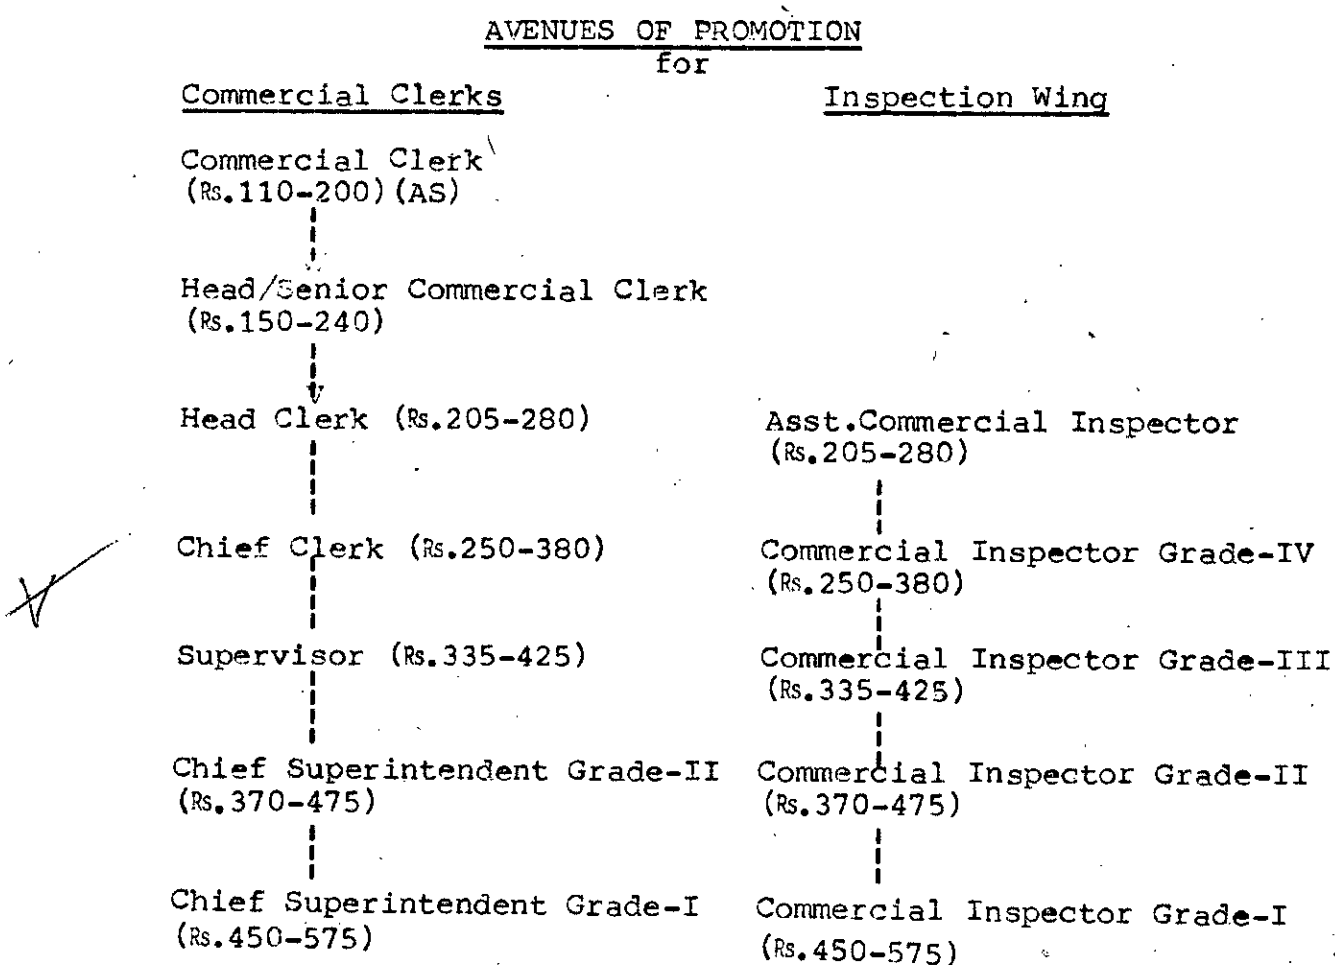 AVENUES OF PROMOTION
for
Commercial Clerks
Inspection Wing
Commercial Clerk
(Rs.110-200)(AS)
Head/Senior Commercial Clerk
(Rs.150-240)
Head Clerk (Rs.205-280)
Asst.Commercial Inspector
(Rs.205-280)
Chief Clerk (Rs.250-380)
Commercial Inspector Grade-IV
(Rs.250-380)
Supervisor (Rs.335-425)
Commercial Inspector Grade-III
(Rs.335-425)
Chief Superintendent Grade-II
(Rs.370-475)
Commercial Inspector Grade-II
(Rs.370-475)
Chief Superintendent Grade-I
(Rs.450-575)
Commercial Inspector Grade-I
(Rs.450-575)